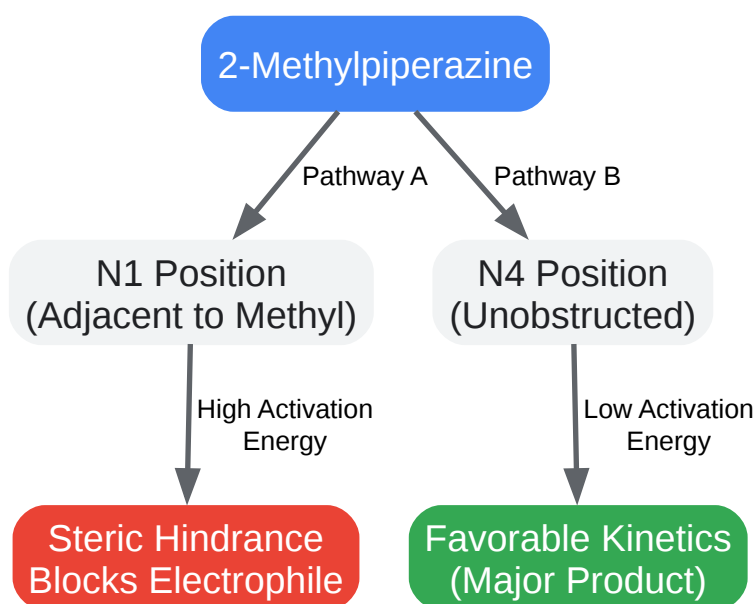 2-Methylpiperazine
Pathway A
Pathway B
N1 Position
(Adjacent to Methyl)
N4 Position
(Unobstructed)
High Activation
Energy
Low Activation
Energy
Steric Hindrance
Blocks Electrophile
Favorable Kinetics
(Major Product)